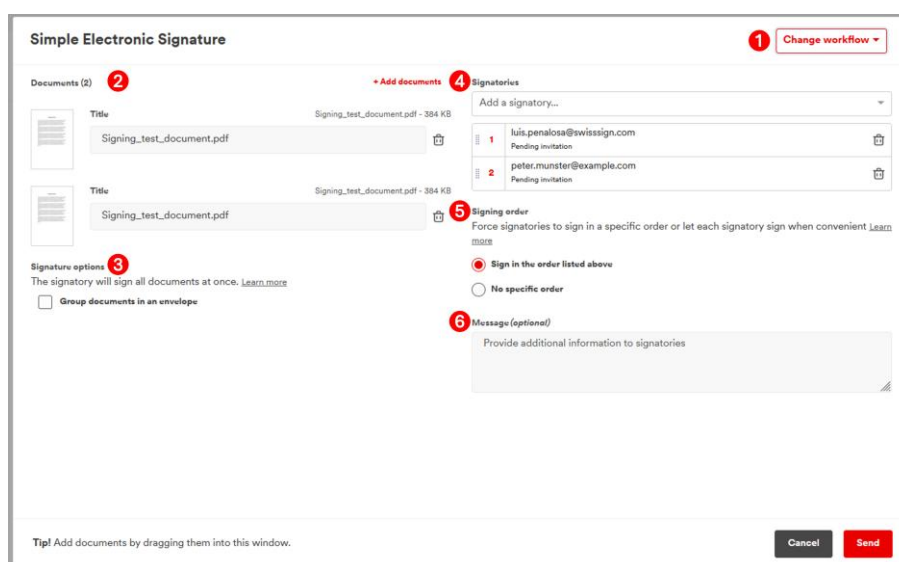 Simple Electronic Signature
1
Change workflow
Documents (2)
2
+ Add documents
Title
Signing_test_document.pdf - 384 KB
Signing_test_document.pdf
Title
Signing_test_document.pdf - 384 KB
Signing_test_document.pdf
Signature options
3
The signatory will sign all documents at once. Learn more
Group documents in an envelope
4
Signatories
Add a signatory...
1
luis.penalosa@swisssign.com
Pending invitation
2
peter.munster@example.com
Pending invitation
5
Signing order
Force signatories to sign in a specific order or let each signatory sign when convenient Learn
more
Sign in the order listed above
No specific order
6
Message (optional)
Provide additional information to signatories
Tip! Add documents by dragging them into this window.
Cancel
Send